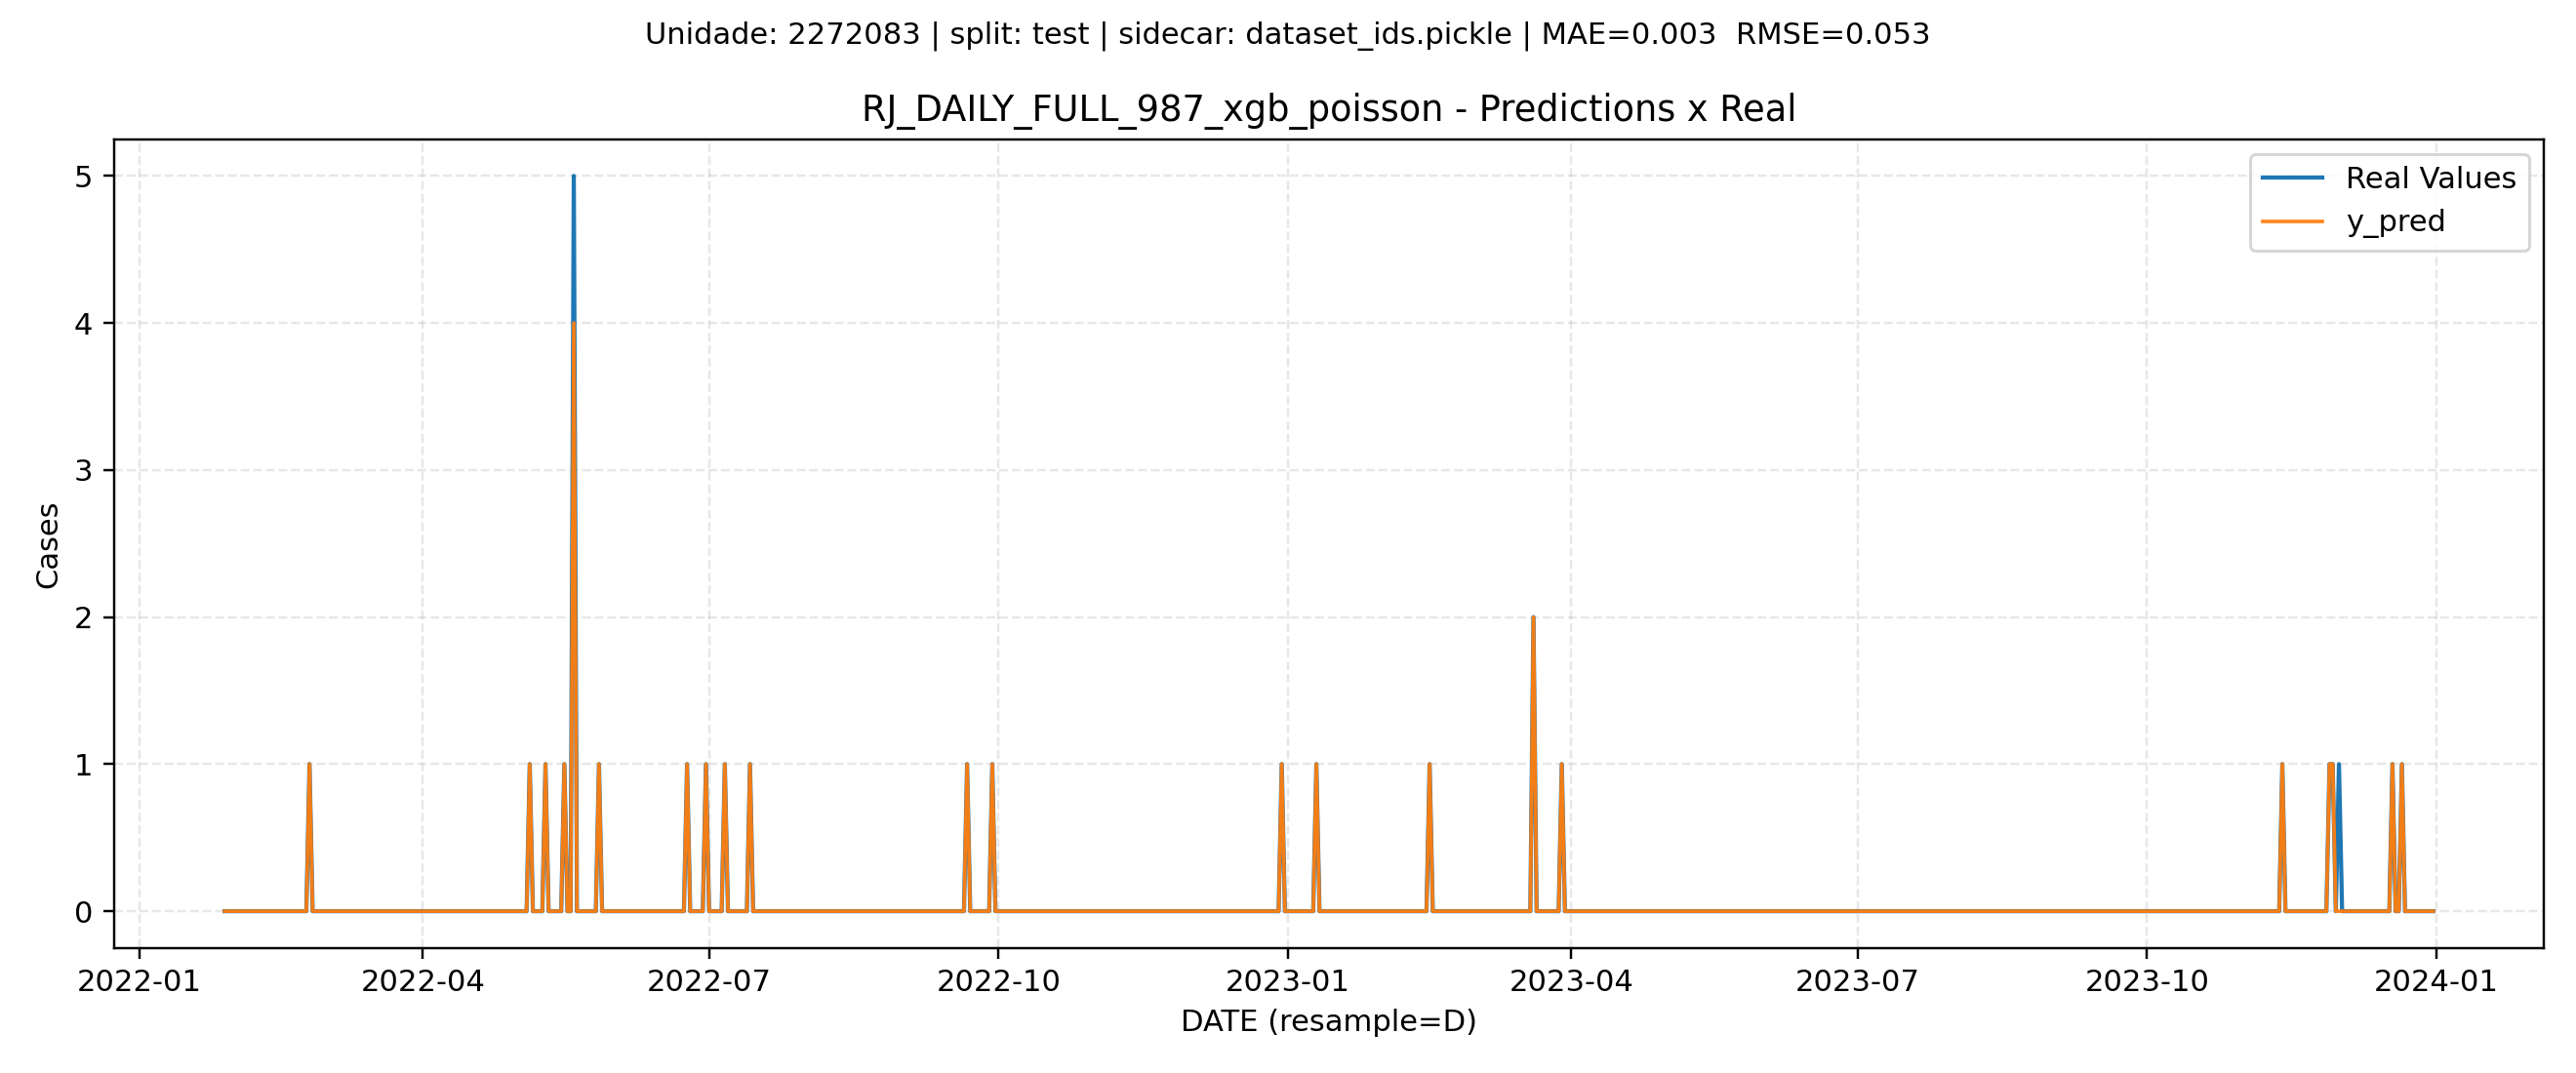 Unidade: 2272083 | split: test | sidecar: dataset_ids.pickle | MAE=0.003  RMSE=0.053
RJ_DAILY_FULL_987_xgb_poisson - Predictions x Real
Real Values
y_pred
Cases
5
4
3
2
1
0
2022-01
2022-04
2022-07
2022-10
2023-01
2023-04
2023-07
2023-10
2024-01
DATE (resample=D)